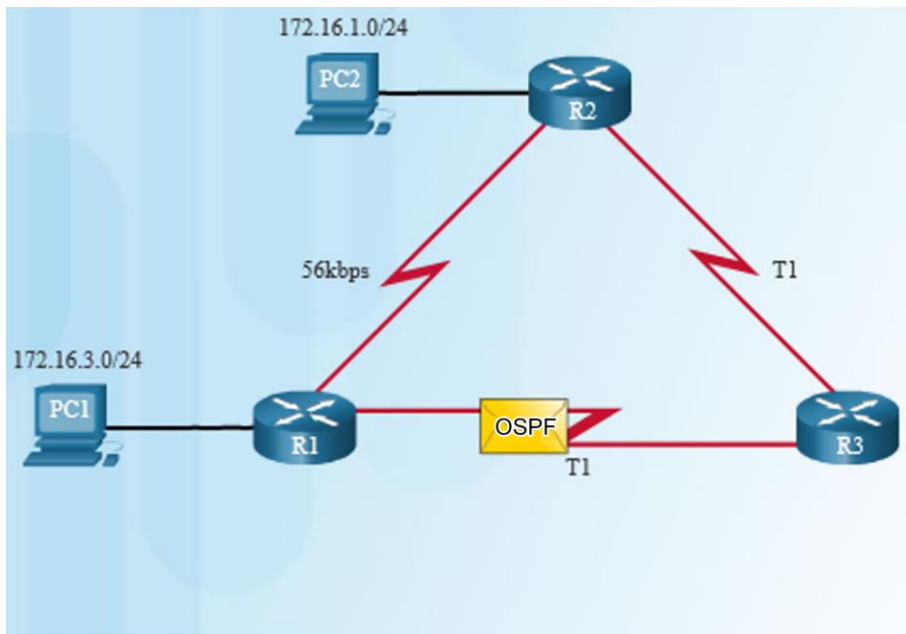 172.16.1.0/24
PC2
R2
56kbps
T1
172.16.3.0/24
PC1
R1
OSPF
T1
R3